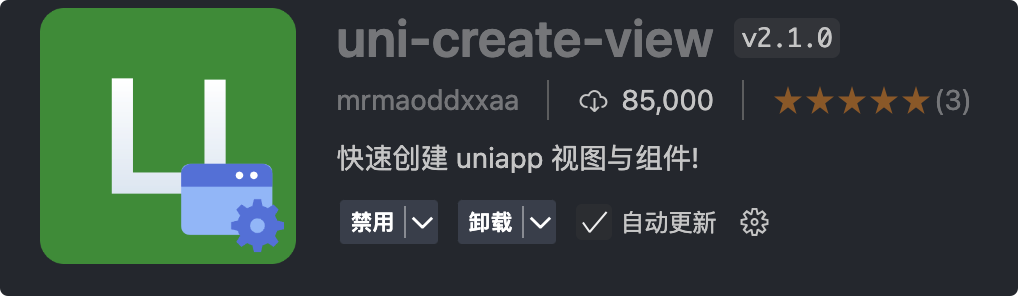 uni-create-view v2.1.0
mrmaoddxxaa 85,000 (3)
快速创建 uniapp 视图与组件!
禁用 卸载 自动更新